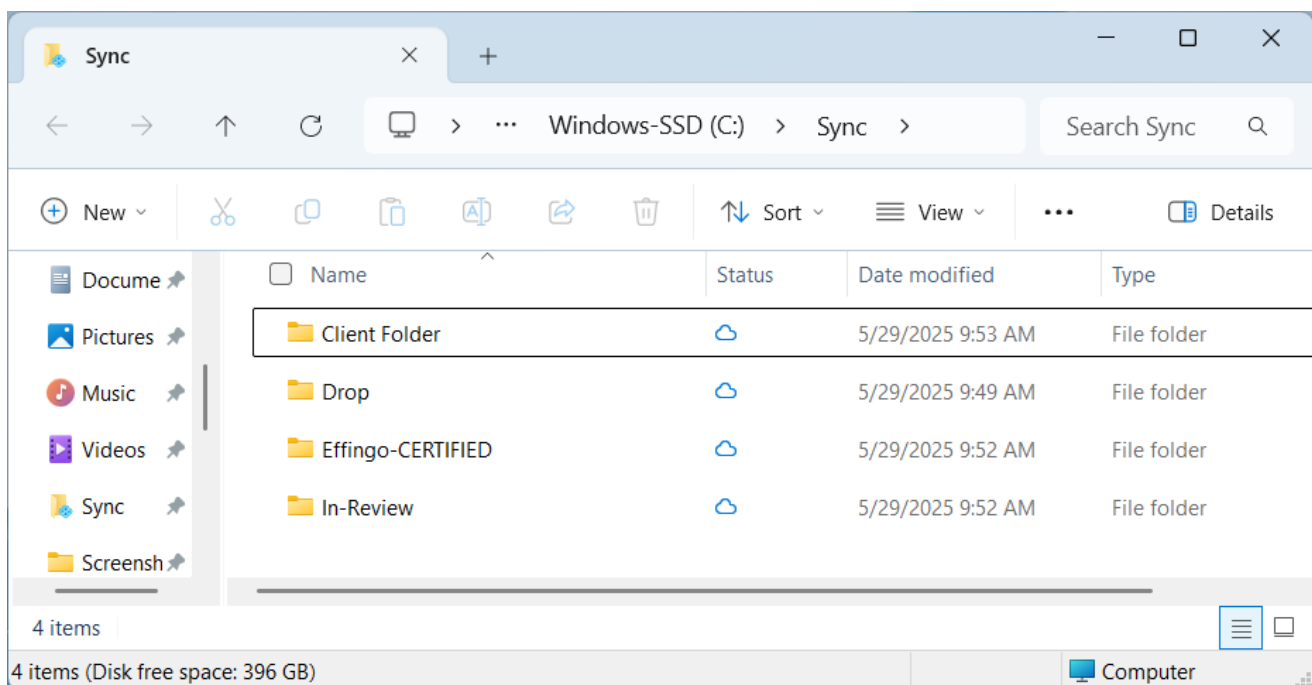 Sync
Windows-SSD (C:) Sync Search Sync
New Sort View Details
Docume Name Status Date modified Type
Pictures Client Folder 5/29/2025 9:53 AM File folder
Music Drop 5/29/2025 9:49 AM File folder
Videos Effingo-CERTIFIED 5/29/2025 9:52 AM File folder
Sync In-Review 5/29/2025 9:52 AM File folder
Screensh
4 items
4 items (Disk free space: 396 GB) Computer